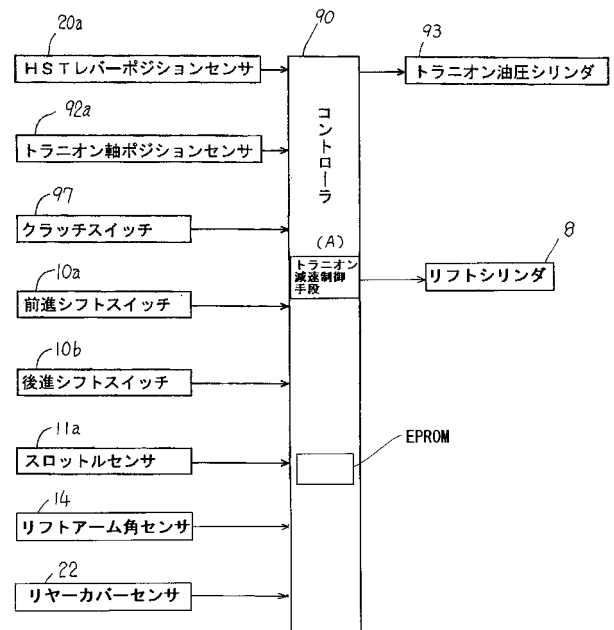 20a
HSTレバーポジションセンサ
92a
トラニオン軸ポジションセンサ
97
クラッチスイッチ
10a
前進シフトスイッチ
10b
後進シフトスイッチ
11a
スロットルセンサ
14
リフトアーム角センサ
22
リヤーカバーセンサ
90
コントローラ
(A)
トラニオン
減速制御
手段
EPROM
93
トラニオン油圧シリンダ
8
リフトシリンダ